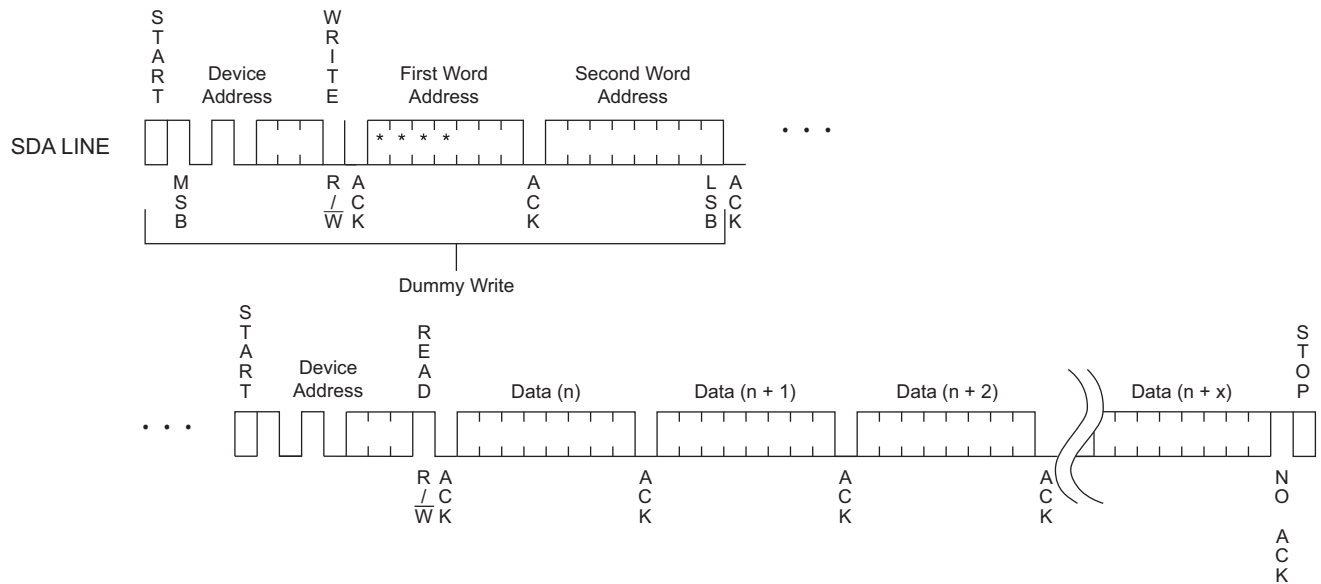 START
WRITE
Device
Address
First Word
Address
Second Word
Address
SDA LINE
* * * *
. . .
MSB
R/W
ACK
ACK
LSB
ACK
Dummy Write
START
READ
STOP
Device
Address
Data (n)
Data (n + 1)
Data (n + 2)
Data (n + x)
. . .
R/W
ACK
ACK
ACK
ACK
NO ACK